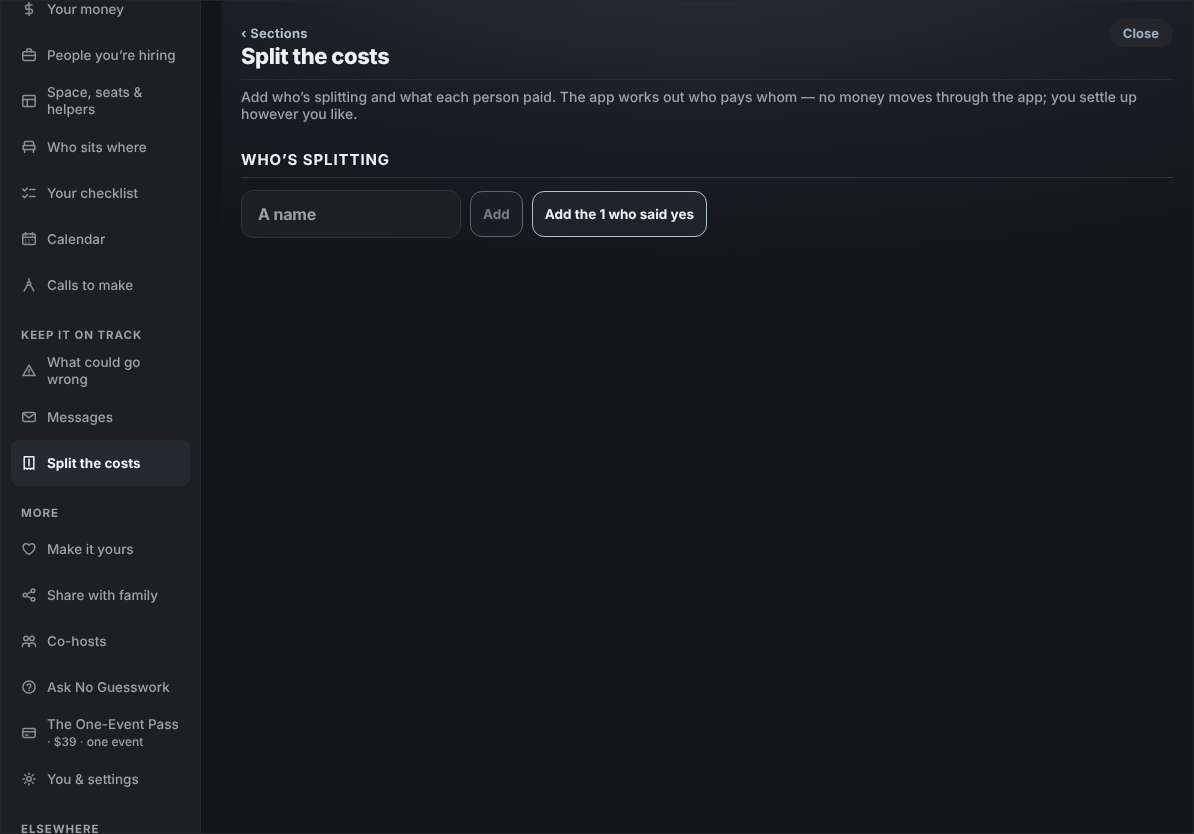 Your money
People you’re hiring
Space, seats &
helpers
Who sits where
Your checklist
Calendar
Calls to make
KEEP IT ON TRACK
What could go
wrong
Messages
Split the costs
MORE
Make it yours
Share with family
Co-hosts
Ask No Guesswork
The One-Event Pass
· $39 · one event
You & settings
ELSEWHERE
‹ Sections
Close
Split the costs
Add who’s splitting and what each person paid. The app works out who pays whom — no money moves through the app; you settle up
however you like.
WHO’S SPLITTING
A name
Add
Add the 1 who said yes